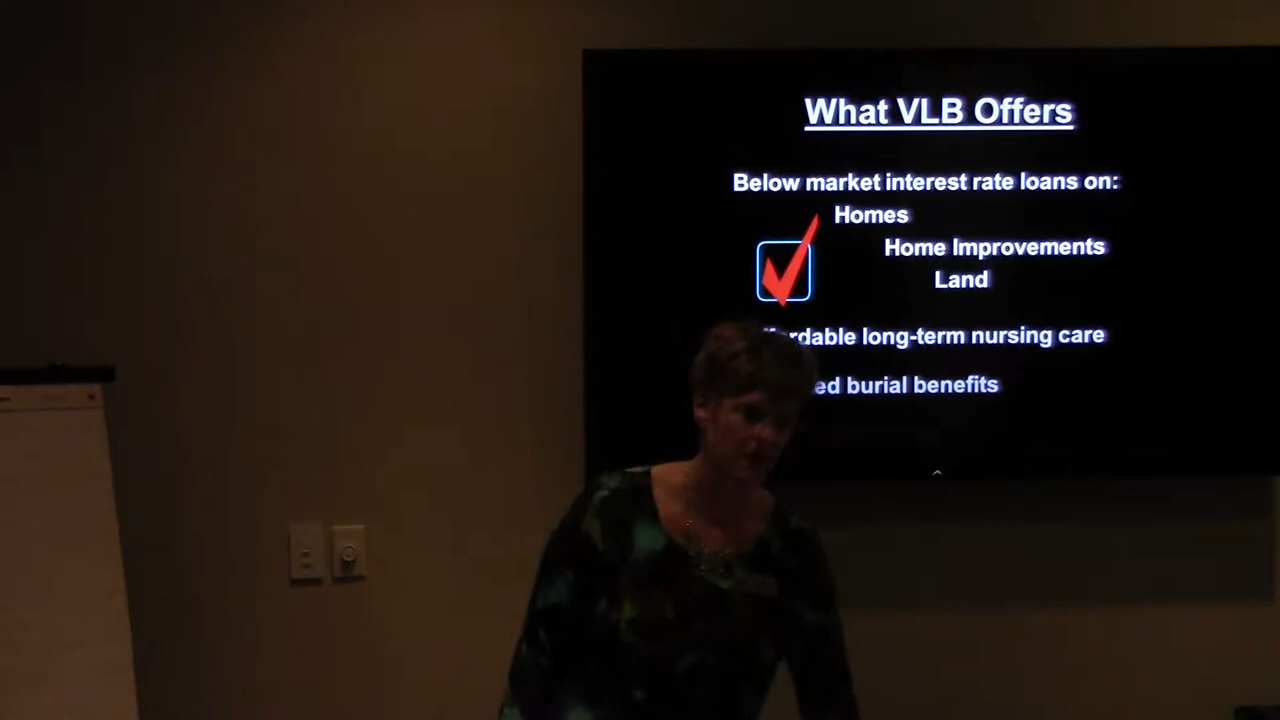 What VLB Offers
Below market interest rate loans on:
Homes
Home Improvements
Land
long-term nursing care
burial benefits